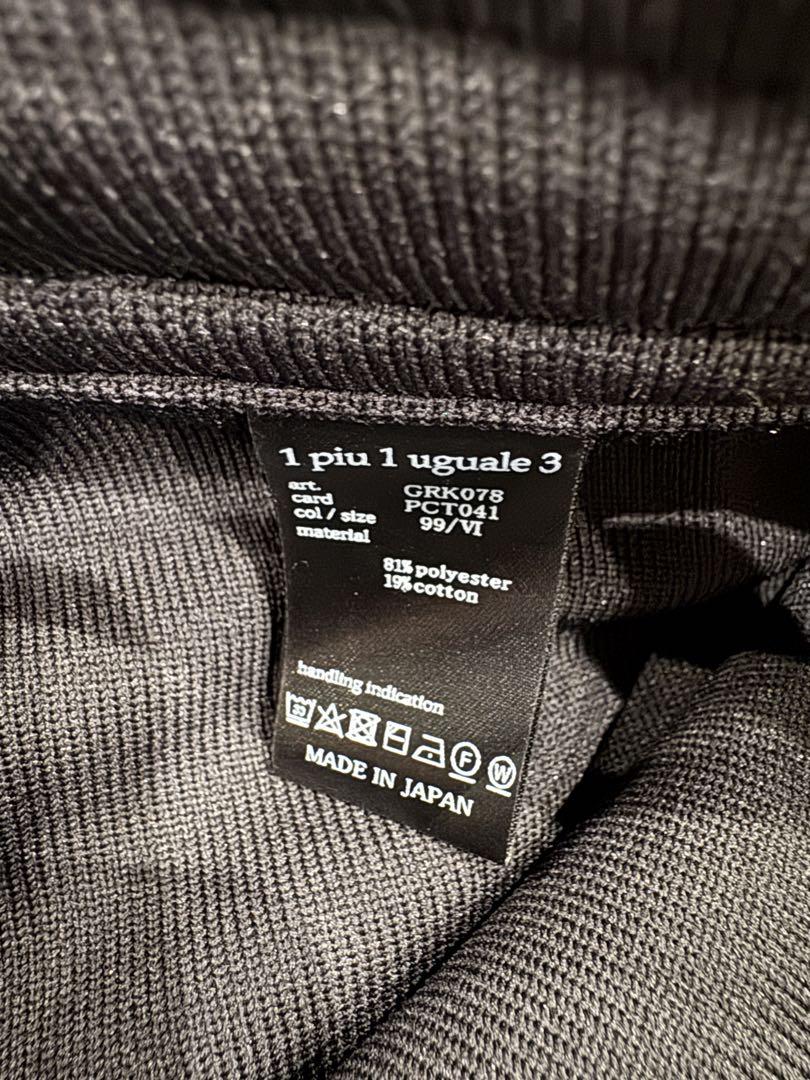 1 piu 1 uguale 3
art. GRK078
card PCT041
col / size 99/VI
material
81% polyester
19% cotton
handling indication
F W
MADE IN JAPAN